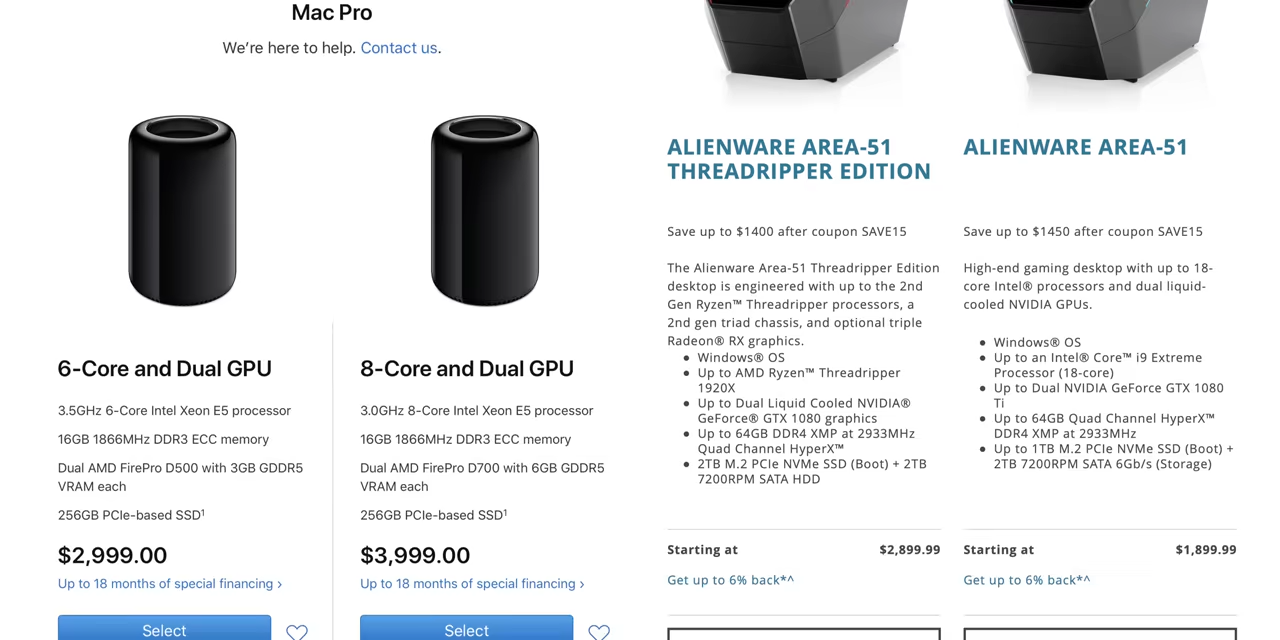 Mac Pro
We're here to help. Contact us.
6-Core and Dual GPU
3.5GHz 6-Core Intel Xeon E5 processor
16GB 1866MHz DDR3 ECC memory
Dual AMD FirePro D500 with 3GB GDDR5
VRAM each
256GB PCIe-based SSD¹
$2,999.00
Up to 18 months of special financing ›
Select
8-Core and Dual GPU
3.0GHz 8-Core Intel Xeon E5 processor
16GB 1866MHz DDR3 ECC memory
Dual AMD FirePro D700 with 6GB GDDR5
VRAM each
256GB PCIe-based SSD¹
$3,999.00
Up to 18 months of special financing ›
Select
ALIENWARE AREA-51
THREADRIPPER EDITION
Save up to $1400 after coupon SAVE15
The Alienware Area-51 Threadripper Edition
desktop is engineered with up to the 2nd
Gen Ryzen™ Threadripper processors, a
2nd gen triad chassis, and optional triple
Radeon® RX graphics.
• Windows® OS
• Up to AMD Ryzen™ Threadripper
1920X
• Up to Dual Liquid Cooled NVIDIA®
GeForce® GTX 1080 graphics
• Up to 64GB DDR4 XMP at 2933MHz
Quad Channel HyperX™
• 2TB M.2 PCIe NVMe SSD (Boot) + 2TB
7200RPM SATA HDD
Starting at $2,899.99
Get up to 6% back*^
ALIENWARE AREA-51
Save up to $1450 after coupon SAVE15
High-end gaming desktop with up to 18-
core Intel® processors and dual liquid-
cooled NVIDIA GPUs.
• Windows® OS
• Up to an Intel® Core™ i9 Extreme
Processor (18-core)
• Up to Dual NVIDIA GeForce GTX 1080
Ti
• Up to 64GB Quad Channel HyperX™
DDR4 XMP at 2933MHz
• Up to 1TB M.2 PCIe NVMe SSD (Boot) +
2TB 7200RPM SATA 6Gb/s (Storage)
Starting at $1,899.99
Get up to 6% back*^